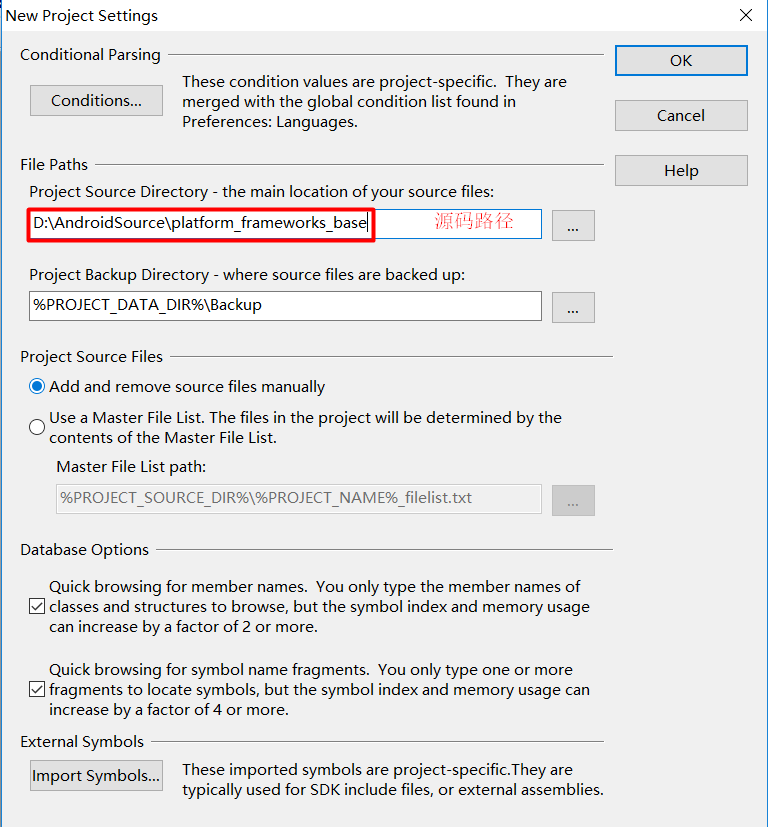 New Project Settings
Conditional Parsing
OK
Conditions...
These condition values are project-specific.  They are
merged with the global condition list found in
Preferences: Languages.
Cancel
File Paths
Help
Project Source Directory - the main location of your source files:
D:\AndroidSource\platform_frameworks_base 源码路径 ...
Project Backup Directory - where source files are backed up:
%PROJECT_DATA_DIR%\Backup ...
Project Source Files
Add and remove source files manually
Use a Master File List. The files in the project will be determined by the
contents of the Master File List.
Master File List path:
%PROJECT_SOURCE_DIR%\%PROJECT_NAME%_filelist.txt ...
Database Options
Quick browsing for member names.  You only type the member names of
classes and structures to browse, but the symbol index and memory usage
can increase by a factor of 2 or more.
Quick browsing for symbol name fragments.  You only type one or more
fragments to locate symbols, but the symbol index and memory usage can
increase by a factor of 4 or more.
External Symbols
Import Symbols...
These imported symbols are project-specific.They are
typically used for SDK include files, or external assemblies.